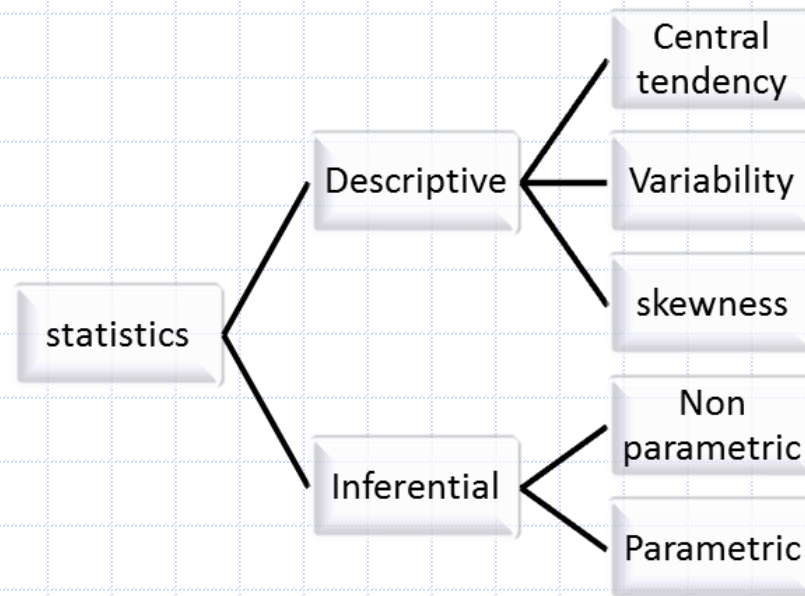 Central
tendency
Descriptive
Variability
skewness
statistics
Non
parametric
Inferential
Parametric